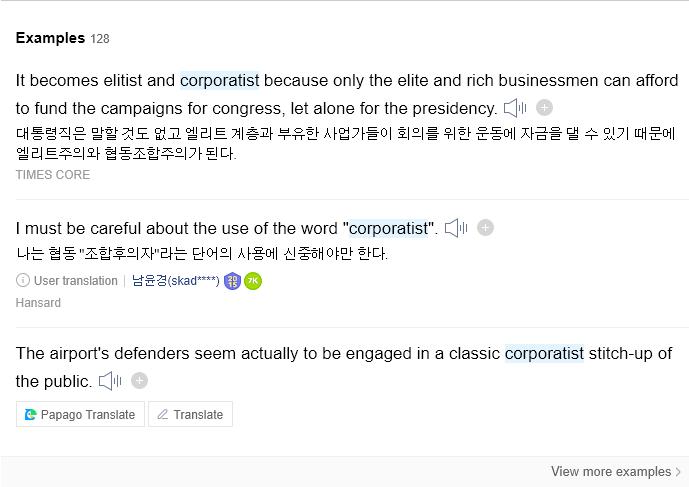 Examples 128
It becomes elitist and corporatist because only the elite and rich businessmen can afford
to fund the campaigns for congress, let alone for the presidency.
대통령직은 말할 것도 없고 엘리트 계층과 부유한 사업가들이 회의를 위한 운동에 자금을 댈 수 있기 때문에
엘리트주의와 협동조합주의가 된다.
TIMES CORE
I must be careful about the use of the word "corporatist".
나는 협동 "조합후의자"라는 단어의 사용에 신중해야만 한다.
User translation | 남윤경(skad****) 2015 7K
Hansard
The airport's defenders seem actually to be engaged in a classic corporatist stitch-up of
the public.
Papago Translate Translate
View more examples >